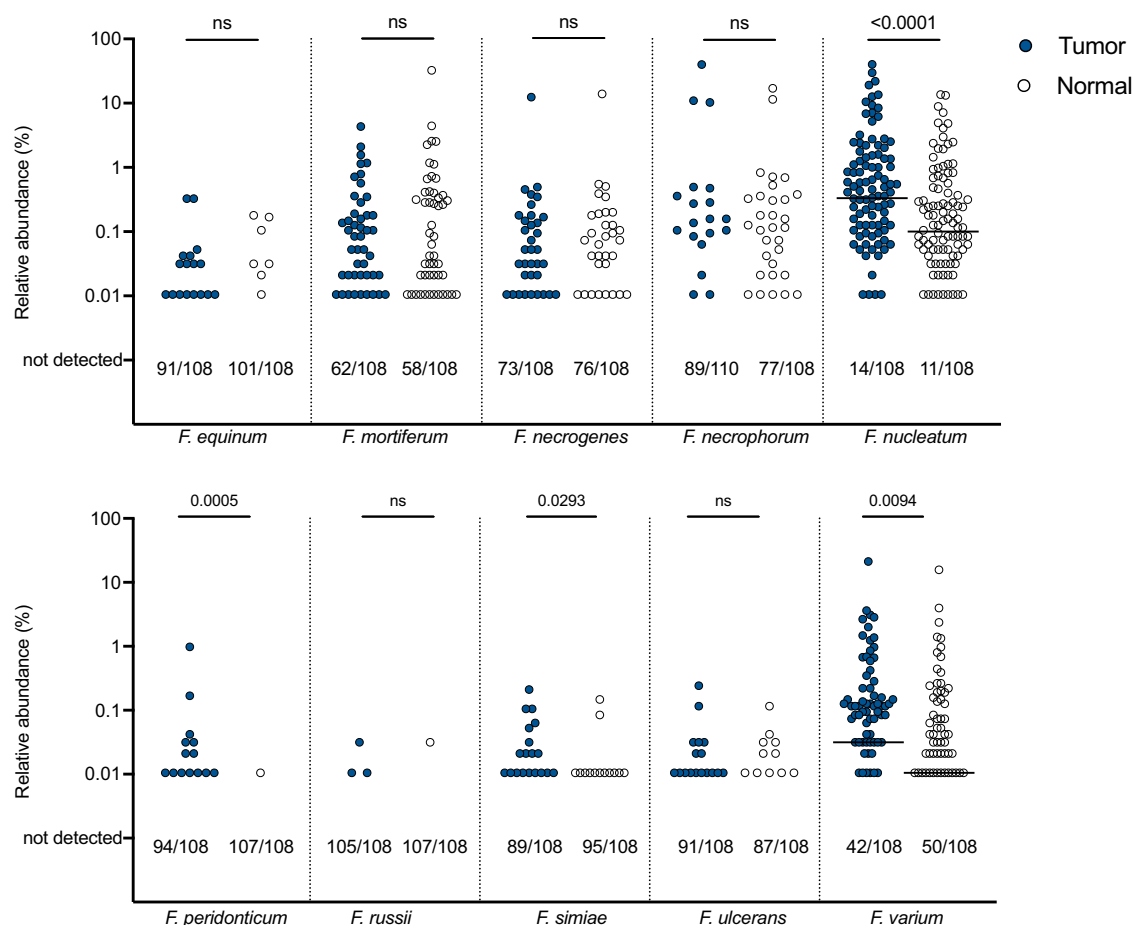 ns ns ns ns <0.0001
Tumor
Normal
Relative abundance (%)
100
10
1
0.1
0.01
not detected
91/108 101/108 62/108 58/108 73/108 76/108 89/110 77/108 14/108 11/108
F. equinum F. mortiferum F. necrogenes F. necrophorum F. nucleatum
0.0005 ns 0.0293 ns 0.0094
Relative abundance (%)
100
10
1
0.1
0.01
not detected
94/108 107/108 105/108 107/108 89/108 95/108 91/108 87/108 42/108 50/108
F. peridonticum F. russii F. simiae F. ulcerans F. varium